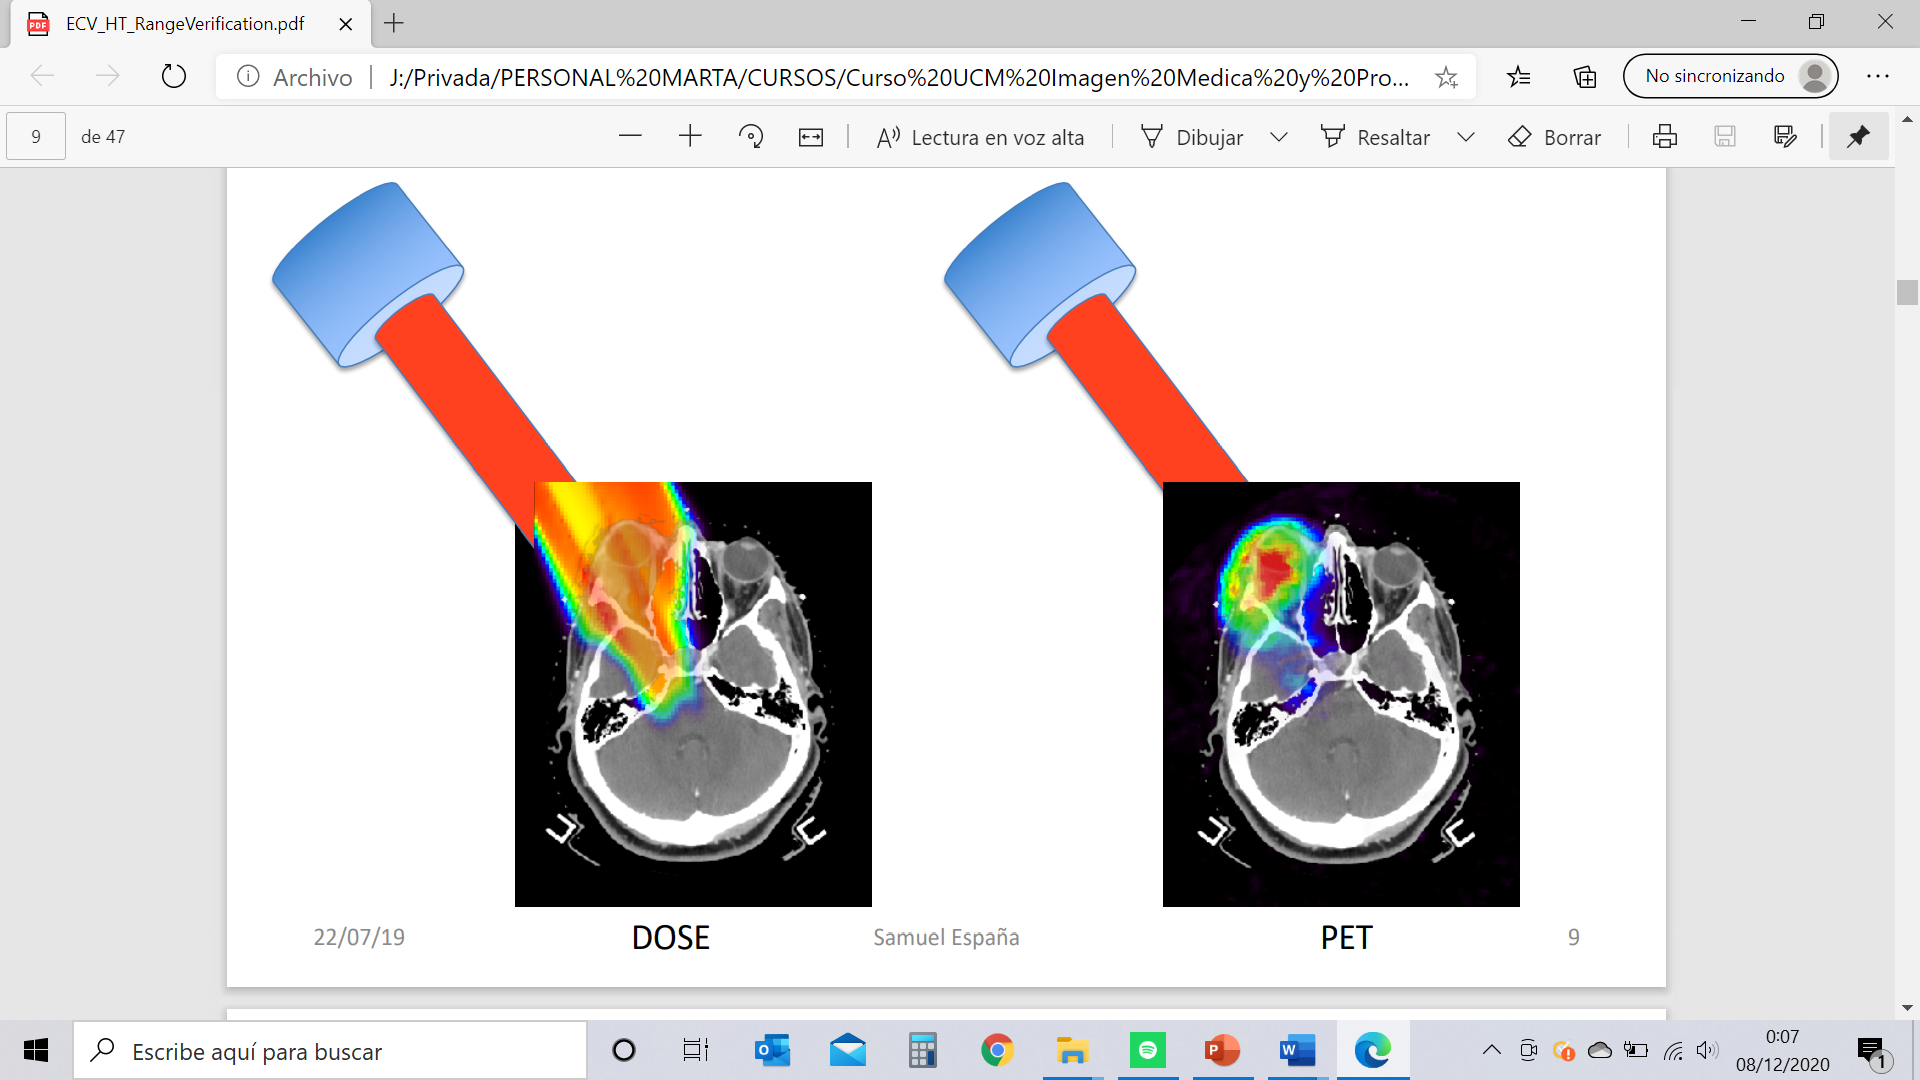 ECV_HT_RangeVerification.pdf
Archivo
J:/Privada/PERSONAL%20MARTA/CURSOS/Curso%20UCM%20Imagen%20Medica%20y%20Pro...
No sincronizando
9 de 47
Lectura en voz alta
Dibujar
Resaltar
Borrar
22/07/19
DOSE
Samuel España
PET
9
Escribe aquí para buscar
0:07
08/12/2020
1